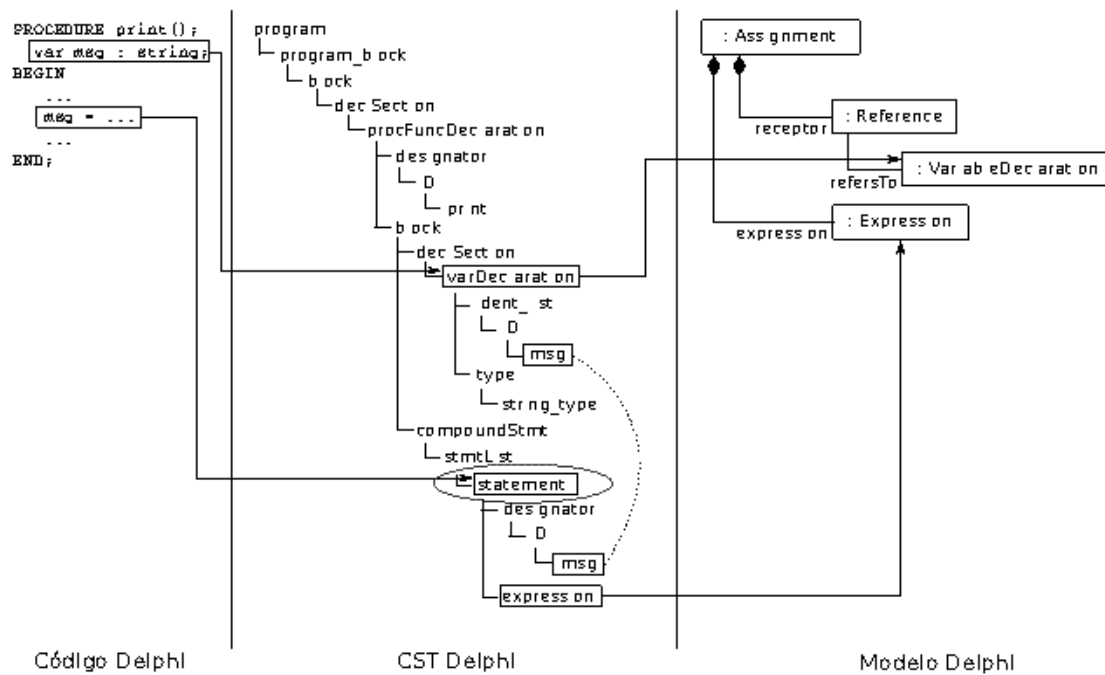 PROCEDURE print();
var msg : string;
BEGIN
...
msg = ...
...
END;
program
program_b ock
b ock
dec Sect on
procFuncDec arat on
des gnator
D
pr nt
b ock
dec Sect on
varDec arat on
dent_ st
D
msg
type
str ng_type
compoundStmt
stmtL st
statement
des gnator
D
msg
express on
: Ass gnment
: Reference
receptor
: Var ab eDec arat on
refersTo
: Express on
express on
Código Delphi
CST Delphi
Modelo Delphi